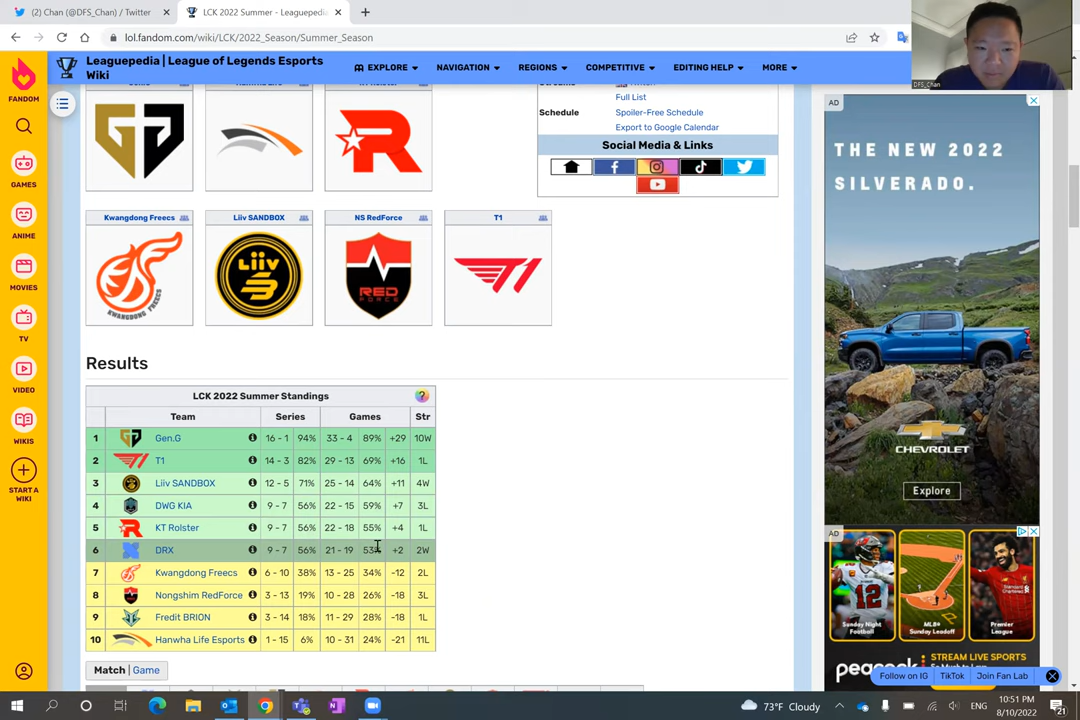 (2) Chan (@DFS_Chan) / Twitter
LCK 2022 Summer - Leaguepedia
lol.fandom.com/wiki/LCK/2022_Season/Summer_Season
DFS_Chan
Leaguepedia | League of Legends Esports Wiki
EXPLORE NAVIGATION REGIONS COMPETITIVE EDITING HELP MORE
FANDOM
GAMES
ANIME
MOVIES
TV
VIDEO
WIKIS
START A WIKI
Full List
Schedule Spoiler-Free Schedule
Export to Google Calendar
Social Media & Links
Kwangdong Freecs Liiv SANDBOX NS RedForce T1
KWANGDONG FREECS
Liiv
RED FORCE
T1
Results
LCK 2022 Summer Standings
Team Series Games Str
1 Gen.G 16 - 1 94% 33 - 4 89% +29 10W
2 T1 14 - 3 82% 29 - 13 69% +16 1L
3 Liiv SANDBOX 12 - 5 71% 25 - 14 64% +11 4W
4 DWG KIA 9 - 7 56% 22 - 15 59% +7 3L
5 KT Rolster 9 - 7 56% 22 - 18 55% +4 1L
6 DRX 9 - 7 56% 21 - 19 53% +2 2W
7 Kwangdong Freecs 6 - 10 38% 13 - 25 34% -12 2L
8 Nongshim RedForce 3 - 13 19% 10 - 28 26% -18 3L
9 Fredit BRION 3 - 14 18% 11 - 29 28% -18 1L
10 Hanwha Life Esports 1 - 15 6% 10 - 31 24% -21 11L
Match | Game
AD
THE NEW 2022
SILVERADO.
CHEVROLET
Explore
AD
Sunday Night Football
MLB® Sunday Leadoff
Premier League
peacock
STREAM LIVE SPORTS
Follow on IG TikTok Join Fan Lab
73°F Cloudy
ENG
10:51 PM
8/10/2022
21